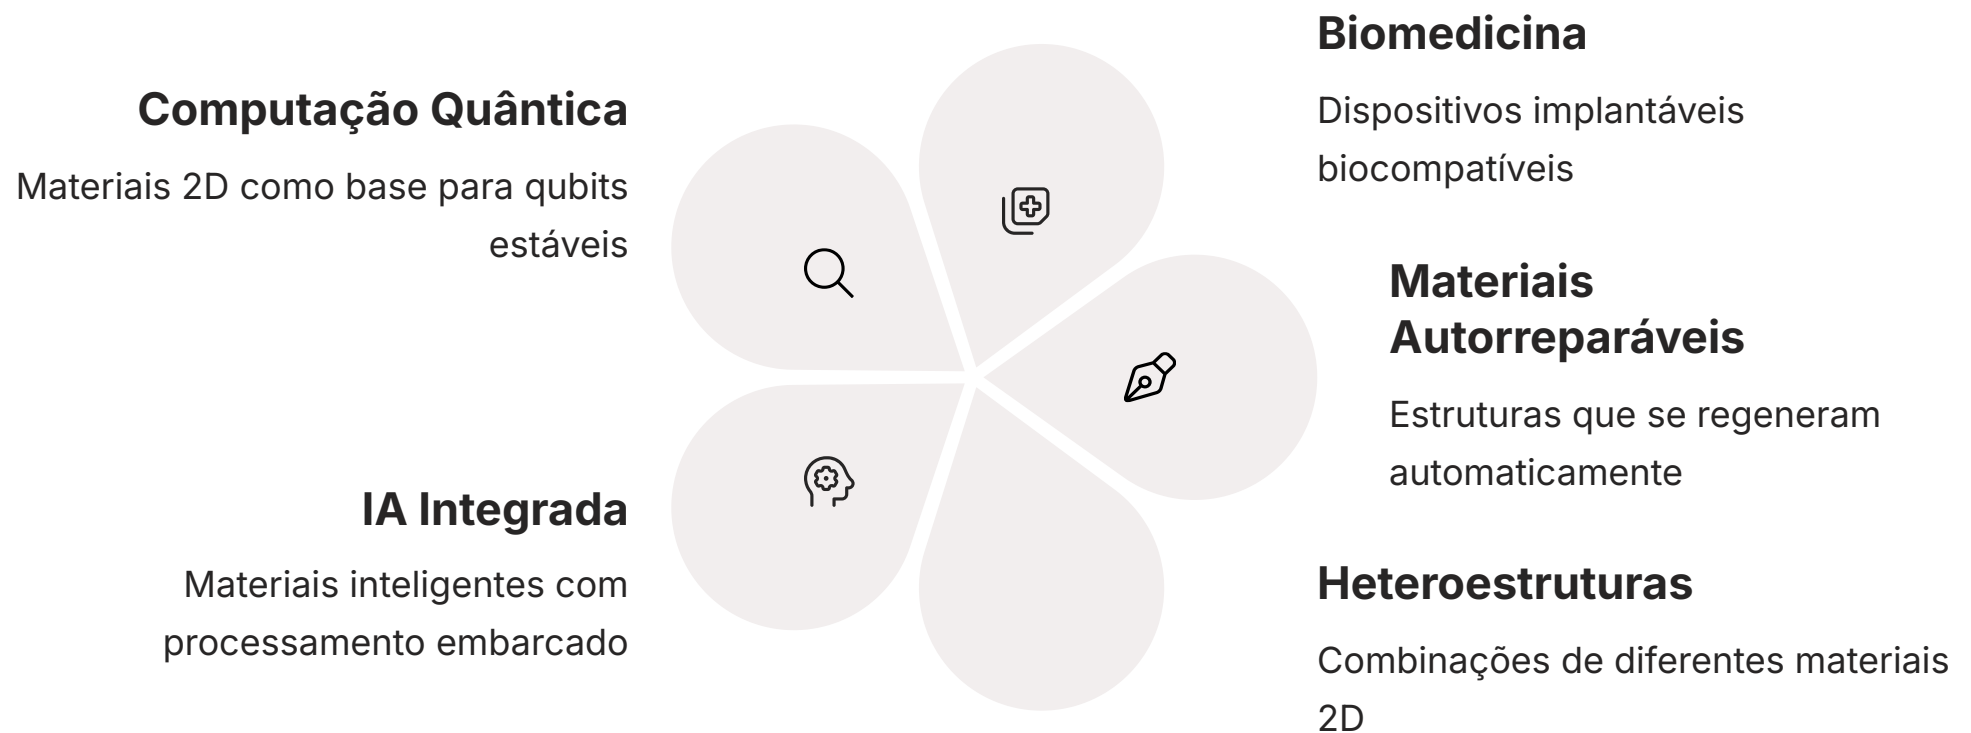 Computação Quântica
Materiais 2D como base para qubits
estáveis
IA Integrada
Materiais inteligentes com
processamento embarcado
Biomedicina
Dispositivos implantáveis
biocompatíveis
Materiais
Autorreparáveis
Estruturas que se regeneram
automaticamente
Heteroestruturas
Combinações de diferentes materiais
2D